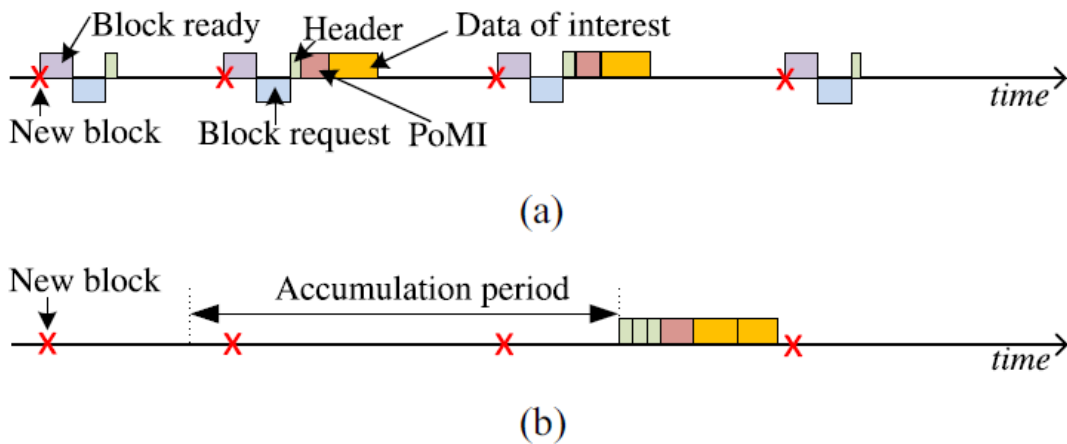 Block ready
Header
Data of interest
time
New block
Block request
PoMI
(a)
New block
Accumulation period
time
(b)